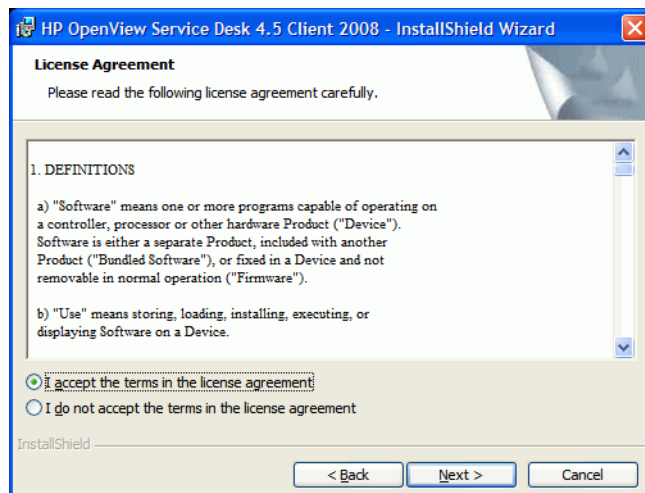 HP OpenView Service Desk 4.5 Client 2008 - InstallShield Wizard
License Agreement
Please read the following license agreement carefully.
1. DEFINITIONS
a) "Software" means one or more programs capable of operating on
a controller, processor or other hardware Product ("Device").
Software is either a separate Product, included with another
Product ("Bundled Software"), or fixed in a Device and not
removable in normal operation ("Firmware").
b) "Use" means storing, loading, installing, executing, or
displaying Software on a Device.
I accept the terms in the license agreement
I do not accept the terms in the license agreement
InstallShield
< Back Next > Cancel